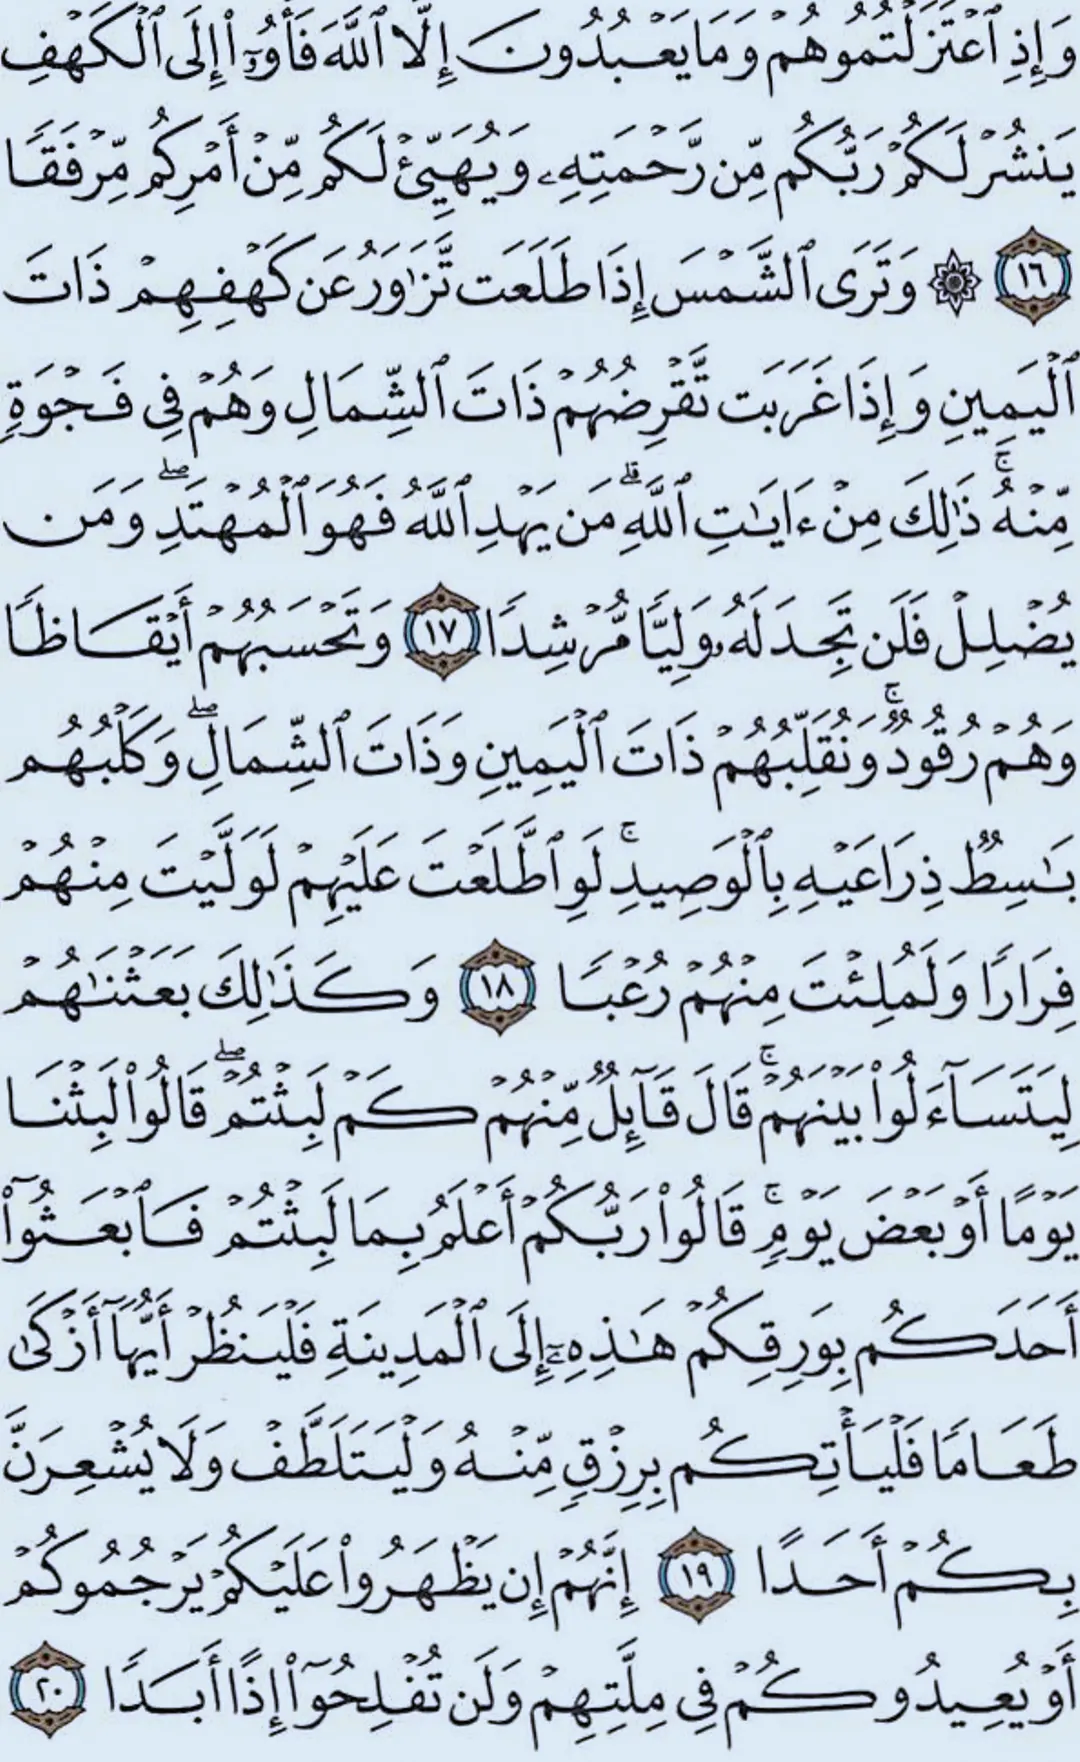 وَإِذِ ٱعۡتَزَلۡتُمُوهُمۡ وَمَا يَعۡبُدُونَ إِلَّا ٱللَّهَ فَأۡوُۥٓاْ إِلَى ٱلۡكَهۡفِ
يَنشُرۡ لَكُمۡ رَبُّكُم مِّن رَّحۡمَتِهِۦ وَيُهَيِّئۡ لَكُم مِّنۡ أَمۡرِكُم مِّرۡفَقٗا
١٦ ۞ وَتَرَى ٱلشَّمۡسَ إِذَا طَلَعَت تَّزَٰوَرُ عَن كَهۡفِهِمۡ ذَاتَ
ٱلۡيَمِينِ وَإِذَا غَرَبَت تَّقۡرِضُهُمۡ ذَاتَ ٱلشِّمَالِ وَهُمۡ فِي فَجۡوَةٖ
مِّنۡهُۚ ذَٰلِكَ مِنۡ ءَايَٰتِ ٱللَّهِۗ مَن يَهۡدِ ٱللَّهُ فَهُوَ ٱلۡمُهۡتَدِۖ وَمَن
يُضۡلِلۡ فَلَن تَجِدَ لَهُۥ وَلِيّٗا مُّرۡشِدٗا ١٧ وَتَحۡسَبُهُمۡ أَيۡقَاظٗا
وَهُمۡ رُقُودٞۚ وَنُقَلِّبُهُمۡ ذَاتَ ٱلۡيَمِينِ وَذَاتَ ٱلشِّمَالِۖ وَكَلۡبُهُم
بَٰسِطٞ ذِرَاعَيۡهِ بِٱلۡوَصِيدِۚ لَوِ ٱطَّلَعۡتَ عَلَيۡهِمۡ لَوَلَّيۡتَ مِنۡهُمۡ
فِرَارٗا وَلَمُلِئۡتَ مِنۡهُمۡ رُعۡبٗا ١٨ وَكَذَٰلِكَ بَعَثۡنَٰهُمۡ
لِيَتَسَآءَلُواْ بَيۡنَهُمۡۚ قَالَ قَآئِلٞ مِّنۡهُمۡ كَمۡ لَبِثۡتُمۡۖ قَالُواْ لَبِثۡنَا
يَوۡمًا أَوۡ بَعۡضَ يَوۡمٖۚ قَالُواْ رَبُّكُمۡ أَعۡلَمُ بِمَا لَبِثۡتُمۡ فَٱبۡعَثُوٓاْ
أَحَدَكُم بِوَرِقِكُمۡ هَٰذِهِۦٓ إِلَى ٱلۡمَدِينَةِ فَلۡيَنظُرۡ أَيُّهَآ أَزۡكَىٰ
طَعَامٗا فَلۡيَأۡتِكُم بِرِزۡقٖ مِّنۡهُ وَلۡيَتَلَطَّفۡ وَلَا يُشۡعِرَنَّ
بِكُمۡ أَحَدًا ١٩ إِنَّهُمۡ إِن يَظۡهَرُواْ عَلَيۡكُمۡ يَرۡجُمُوكُمۡ
أَوۡ يُعِيدُوكُمۡ فِي مِلَّتِهِمۡ وَلَن تُفۡلِحُوٓاْ إِذًا أَبَدٗا ٢٠